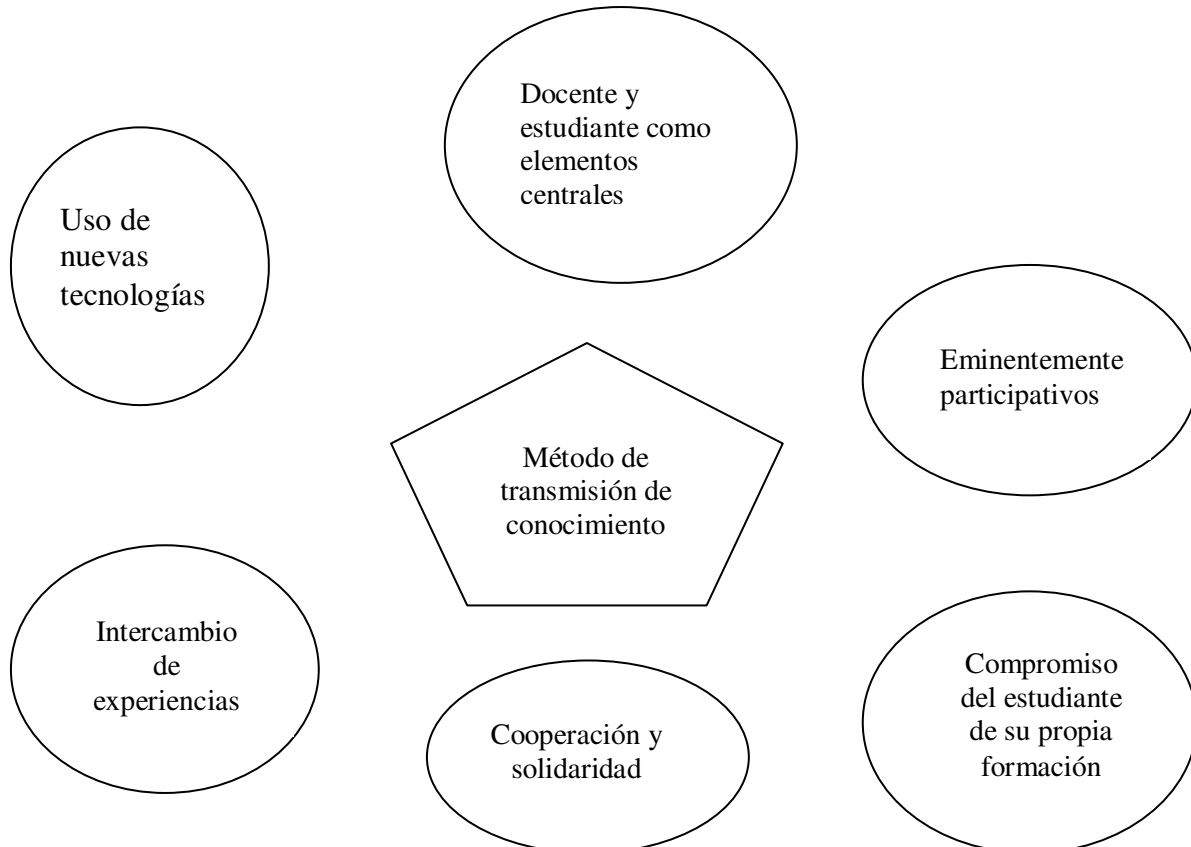 Docente y
estudiante como
elementos
centrales
Uso de
nuevas
tecnologías
Eminentemente
participativos
Método de
transmisión de
conocimiento
Intercambio
de
experiencias
Compromiso
del estudiante
de su propia
formación
Cooperación y
solidaridad